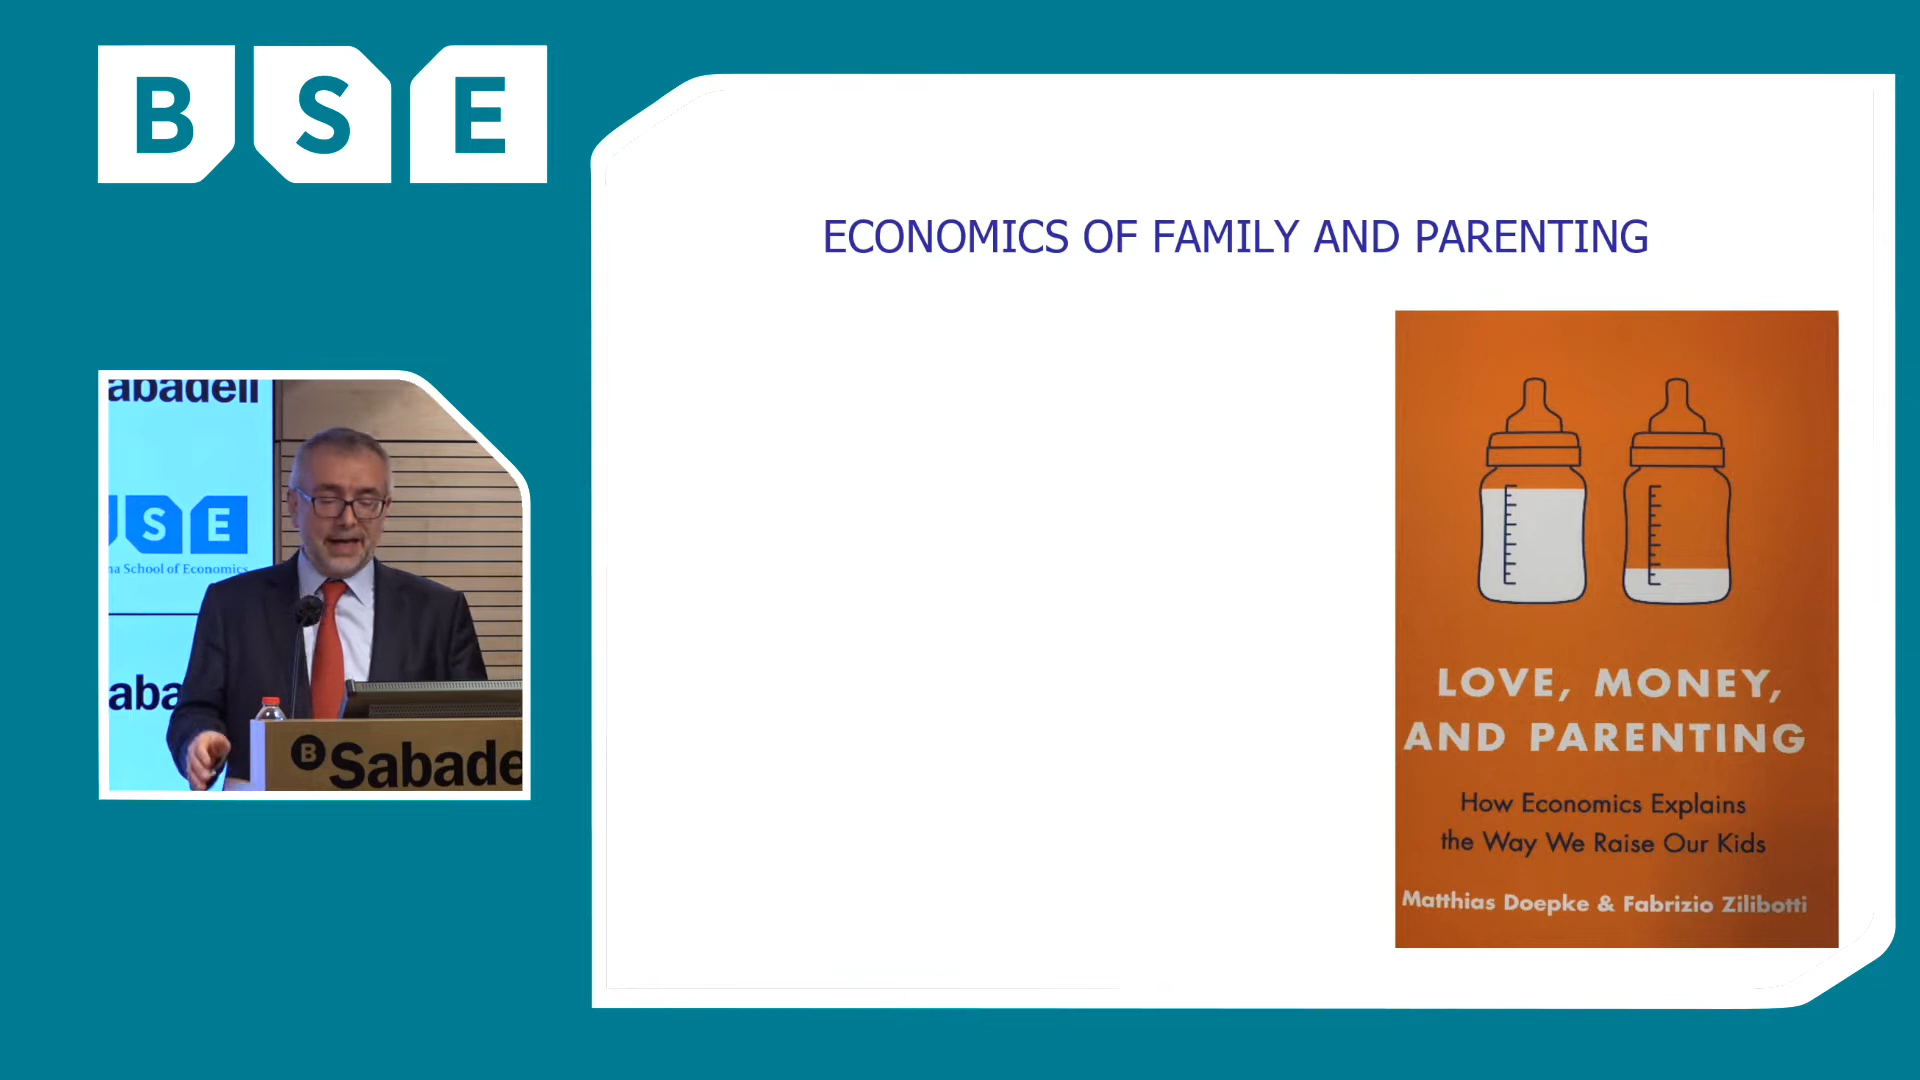 BSE
abadell
SE
na School of Economics
aba
B Sabade
ECONOMICS OF FAMILY AND PARENTING
LOVE, MONEY,
AND PARENTING
How Economics Explains
the Way We Raise Our Kids
Matthias Doepke & Fabrizio Zilibotti